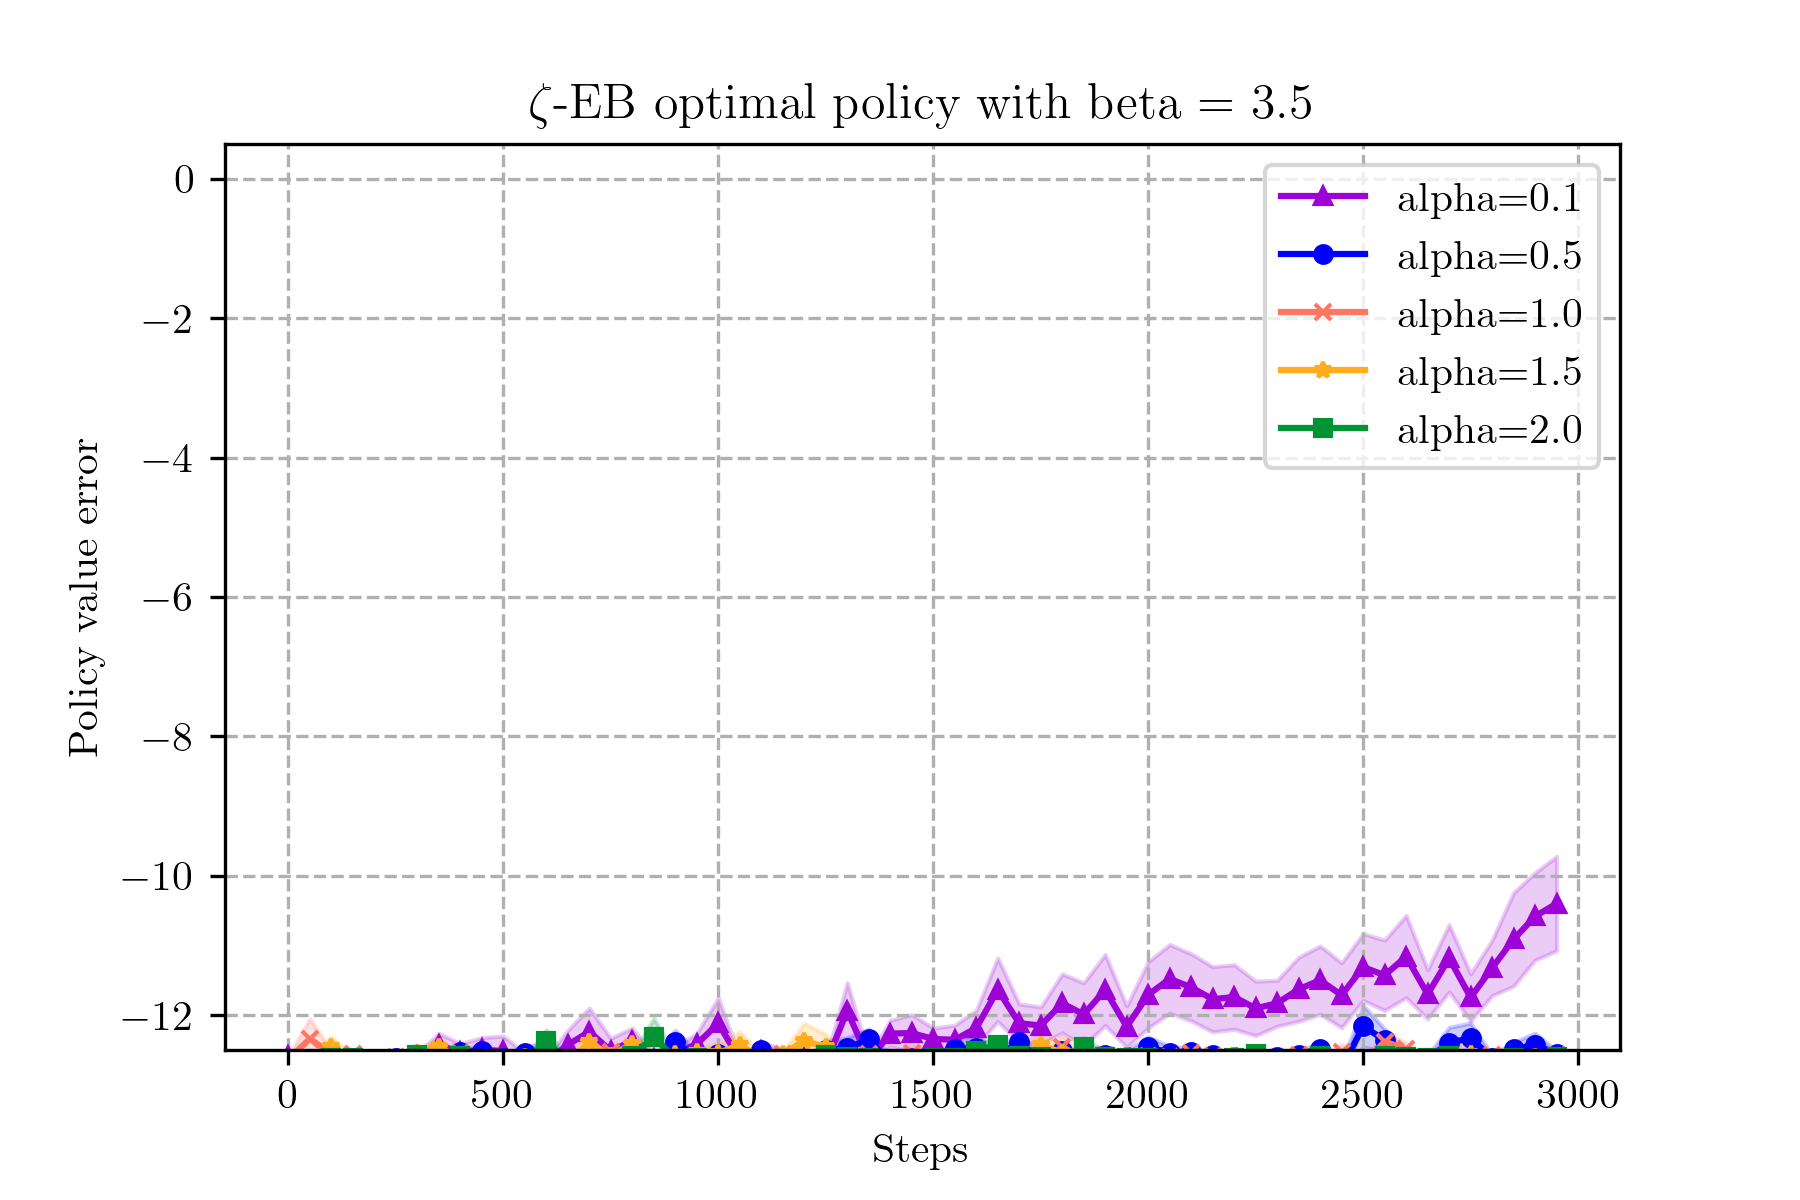 ζ-EB optimal policy with beta = 3.5
0
−2
−4
−6
−8
−10
−12
Policy value error
alpha=0.1
alpha=0.5
alpha=1.0
alpha=1.5
alpha=2.0
0 500 1000 1500 2000 2500 3000
Steps